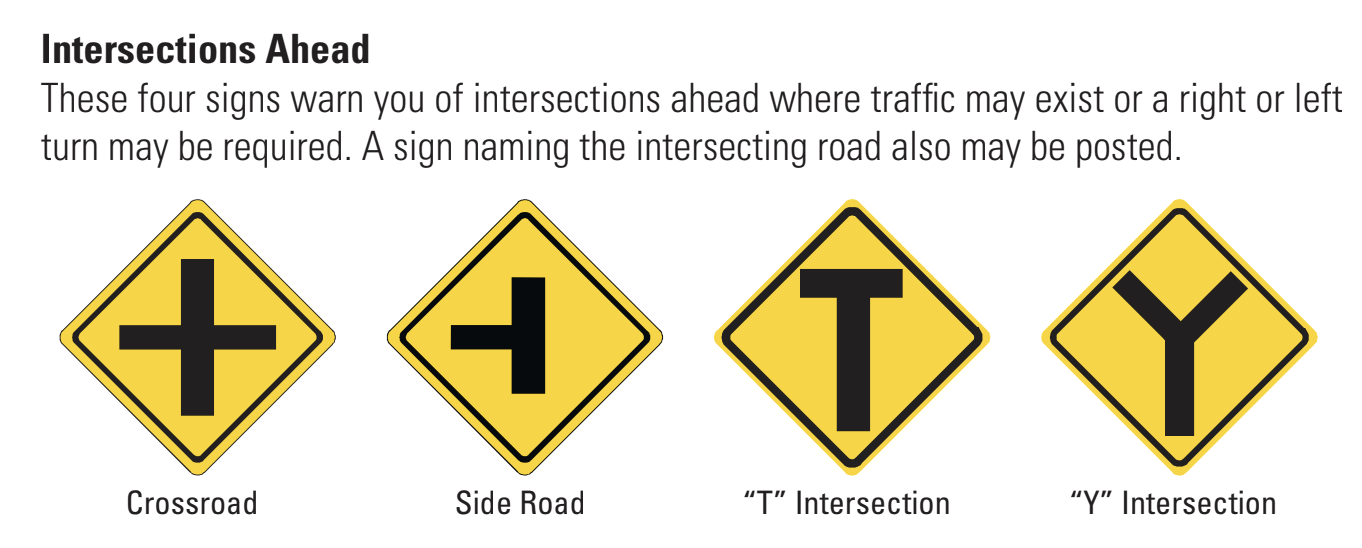 Intersections Ahead
These four signs warn you of intersections ahead where traffic may exist or a right or left
turn may be required. A sign naming the intersecting road also may be posted.
Crossroad
Side Road
“T” Intersection
“Y” Intersection